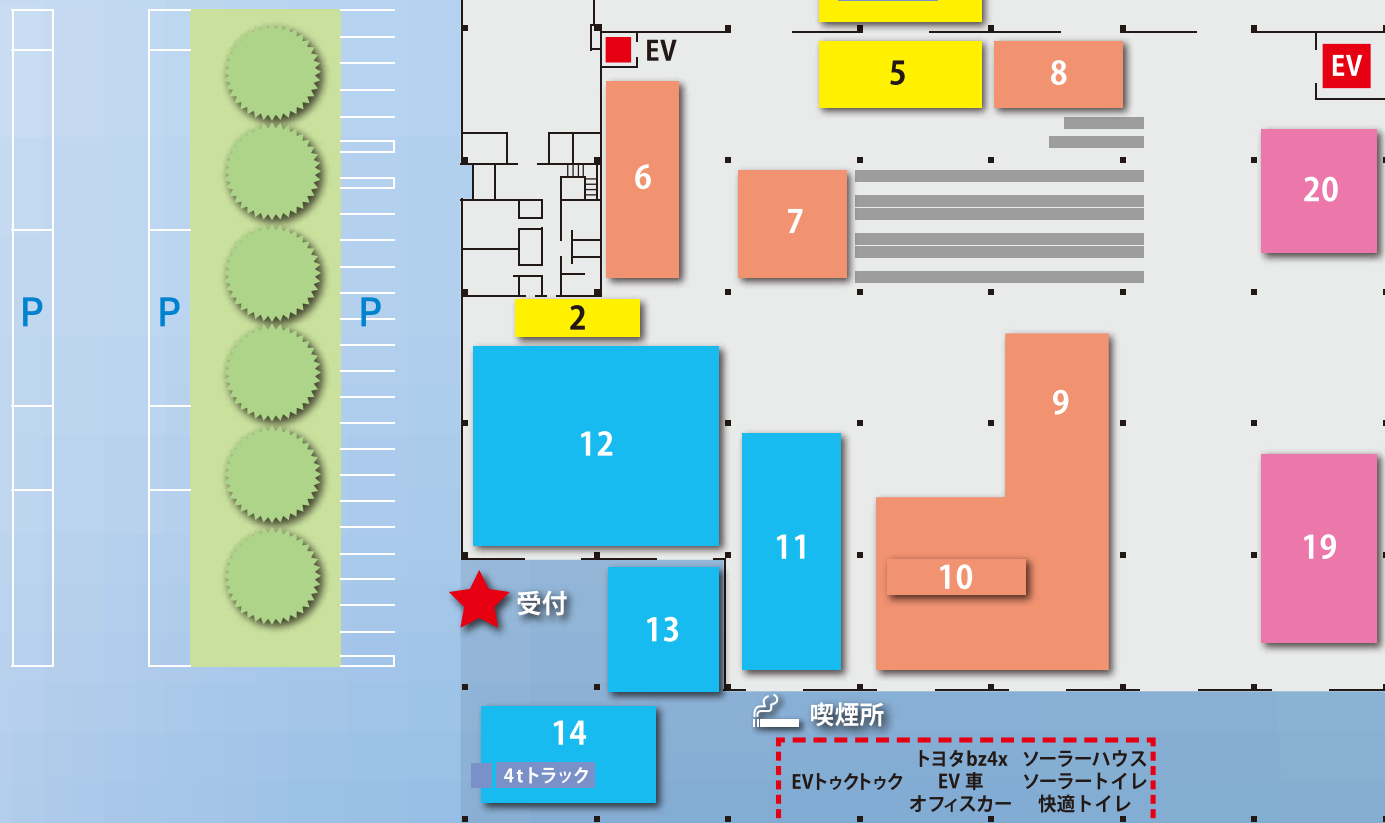 EV
5
8
EV
6
7
20
P
P
P
2
9
12
11
10
19
受付
13
喫煙所
14
4tトラック
EVトゥクトゥク
トヨタbz4x
EV 車
オフィスカー
ソーラーハウス
ソーラートイレ
快適トイレ